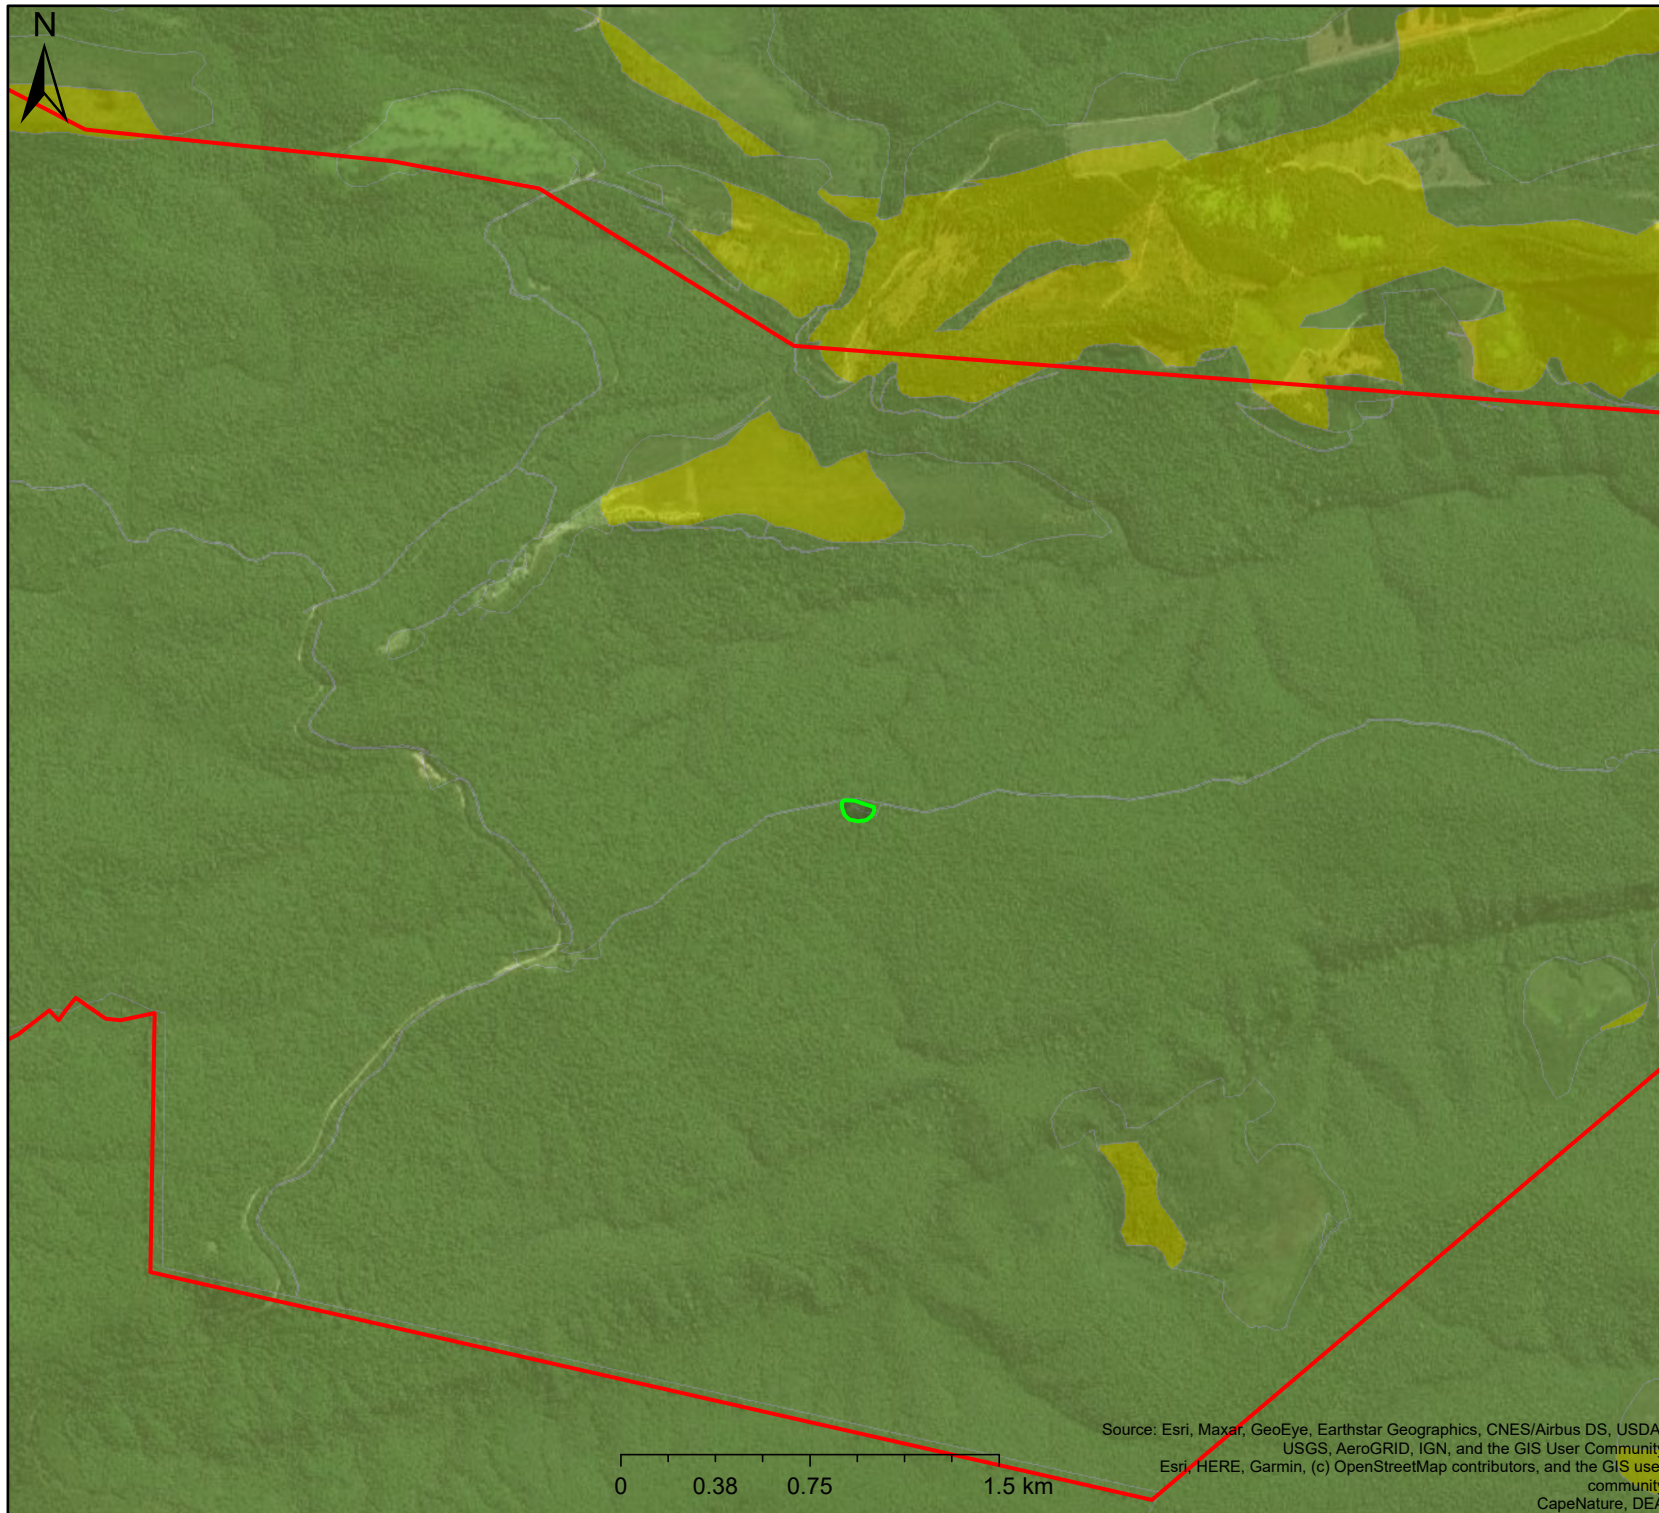 N
Source: Esri, Maxar, GeoEye, Earthstar Geographics, CNES/Airbus DS, USDA,
USGS, AeroGRID, IGN, and the GIS User Community
Esri, HERE, Garmin, (c) OpenStreetMap contributors, and the GIS user
community
CapeNature, DEA
0 0.38 0.75 1.5 km